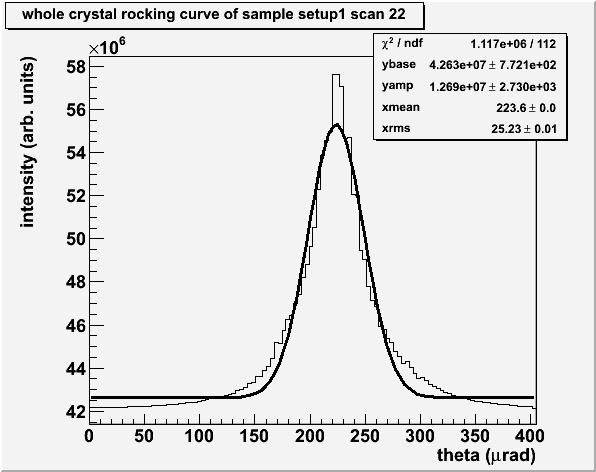 whole crystal rocking curve of sample setup1 scan 22
×10⁶
χ² / ndf 1.117e+06 / 112
ybase 4.263e+07 ± 7.721e+02
yamp 1.269e+07 ± 2.730e+03
xmean 223.6 ± 0.0
xrms 25.23 ± 0.01
intensity (arb. units)
58
56
54
52
50
48
46
44
42
0 50 100 150 200 250 300 350 400
theta (μrad)